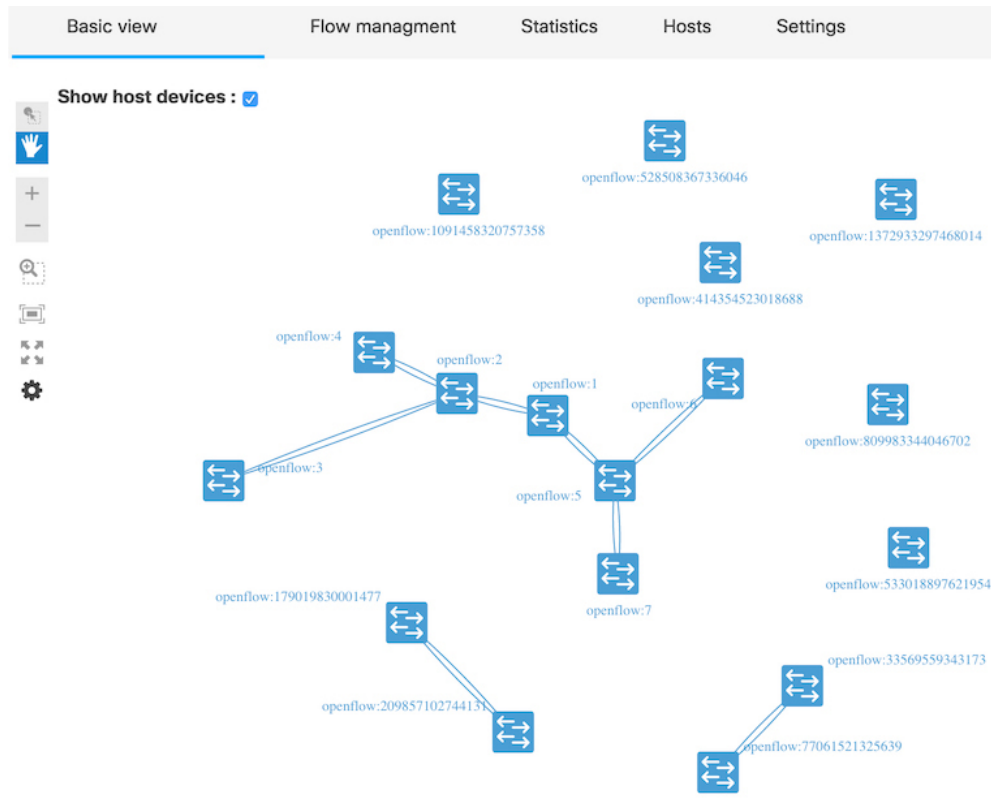 Basic view Flow managment Statistics Hosts Settings
Show host devices :
openflow:528508367336046
openflow:1091458320757358
openflow:1372933297468014
openflow:414354523018688
openflow:4
openflow:2
openflow:1
openflow:6
openflow:809983344046702
openflow:3
openflow:5
openflow:533018897621954
openflow:179019830001477
openflow:7
openflow:33569559343173
openflow:209857102744131
openflow:77061521325639